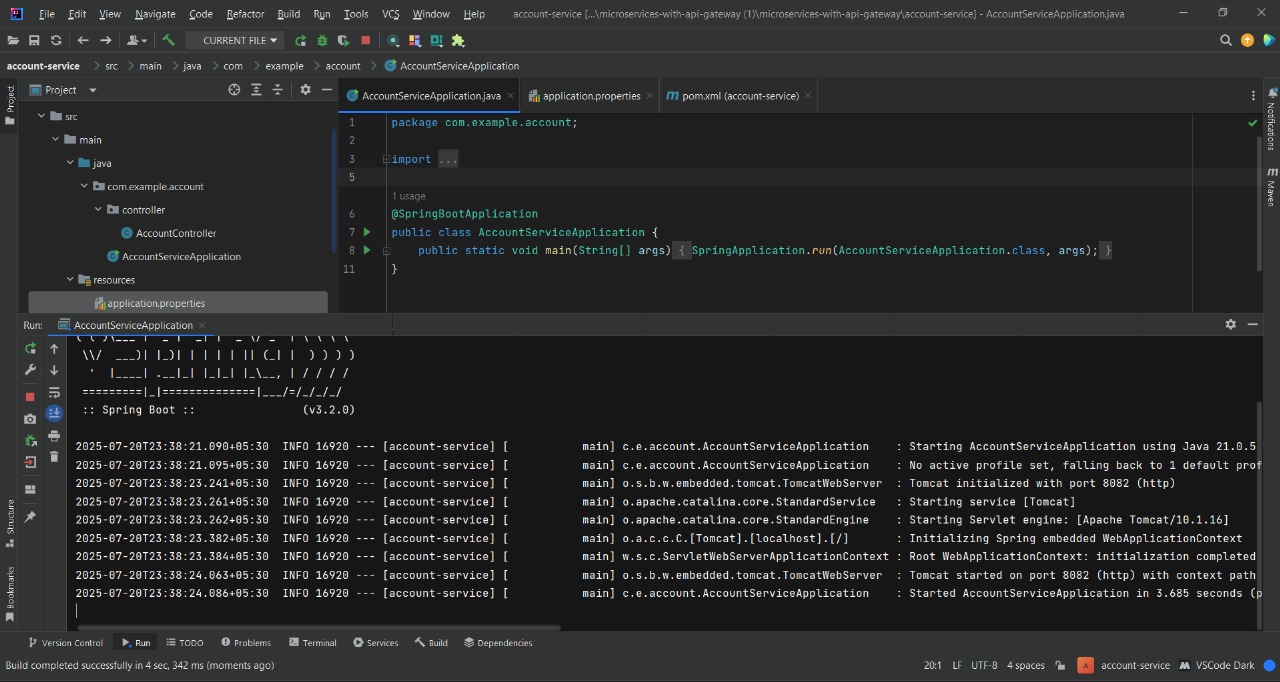 File Edit View Navigate Code Refactor Build Run Tools VCS Window Help account-service [...\microservices-with-api-gateway (1)\microservices-with-api-gateway\account-service] - AccountServiceApplication.java
CURRENT FILE
account-service src main java com example account AccountServiceApplication
Project
Project
AccountServiceApplication.java application.properties pom.xml (account-service)
src
main
java
com.example.account
controller
AccountController
AccountServiceApplication
resources
application.properties
1 package com.example.account;
2
3 import ...
5
1 usage
6 @SpringBootApplication
7 public class AccountServiceApplication {
8 public static void main(String[] args) { SpringApplication.run(AccountServiceApplication.class, args); }
11 }
Notifications
Maven
Run: AccountServiceApplication
\\/  ___)| |_)| | | | | || (_| |  ) ) ) )
'  |____| .__|_| |_|_| |_\__, | / / / /
=========|_|==============|___/=/_/_/_/
:: Spring Boot :: (v3.2.0)
2025-07-20T23:38:21.090+05:30 INFO 16920 --- [account-service] [ main] c.e.account.AccountServiceApplication : Starting AccountServiceApplication using Java 21.0.5
2025-07-20T23:38:21.095+05:30 INFO 16920 --- [account-service] [ main] c.e.account.AccountServiceApplication : No active profile set, falling back to 1 default prof
2025-07-20T23:38:23.241+05:30 INFO 16920 --- [account-service] [ main] o.s.b.w.embedded.tomcat.TomcatWebServer : Tomcat initialized with port 8082 (http)
2025-07-20T23:38:23.261+05:30 INFO 16920 --- [account-service] [ main] o.apache.catalina.core.StandardService : Starting service [Tomcat]
2025-07-20T23:38:23.262+05:30 INFO 16920 --- [account-service] [ main] o.apache.catalina.core.StandardEngine : Starting Servlet engine: [Apache Tomcat/10.1.16]
2025-07-20T23:38:23.382+05:30 INFO 16920 --- [account-service] [ main] o.a.c.c.C.[Tomcat].[localhost].[/] : Initializing Spring embedded WebApplicationContext
2025-07-20T23:38:23.384+05:30 INFO 16920 --- [account-service] [ main] w.s.c.ServletWebServerApplicationContext : Root WebApplicationContext: initialization completed
2025-07-20T23:38:24.063+05:30 INFO 16920 --- [account-service] [ main] o.s.b.w.embedded.tomcat.TomcatWebServer : Tomcat started on port 8082 (http) with context path
2025-07-20T23:38:24.086+05:30 INFO 16920 --- [account-service] [ main] c.e.account.AccountServiceApplication : Started AccountServiceApplication in 3.685 seconds (p
Structure
Bookmarks
Version Control Run TODO Problems Terminal Services Build Dependencies
Build completed successfully in 4 sec, 342 ms (moments ago) 20:1 LF UTF-8 4 spaces A account-service VSCode Dark